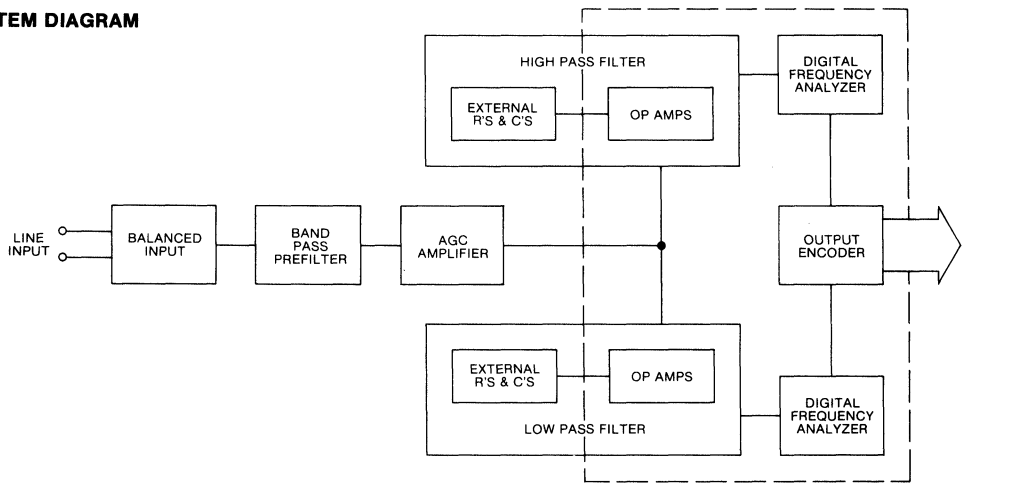 TEM DIAGRAM
HIGH PASS FILTER
EXTERNAL
R'S & C'S
OP AMPS
DIGITAL
FREQUENCY
ANALYZER
LINE
INPUT
BALANCED
INPUT
BAND
PASS
PREFILTER
AGC
AMPLIFIER
OUTPUT
ENCODER
EXTERNAL
R'S & C'S
OP AMPS
LOW PASS FILTER
DIGITAL
FREQUENCY
ANALYZER